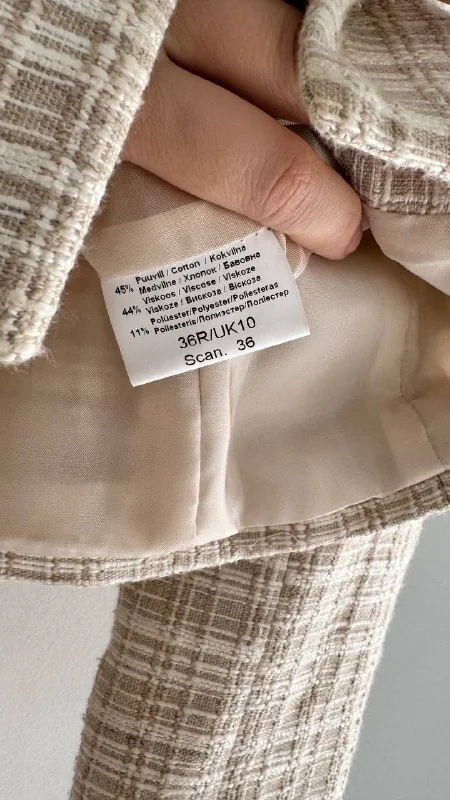 Puuvill / Cotton / Kokvilna
45% Medvilnė / Хлопок / Бавовна
Viskoos / Viscose / Viskoze
44% Viskozė / Вискоза / Віскоза
Polüester/Polyester/Poliesteras
11% Poliesteris/Полиэстер/Поліестер
36R/UK10
Scan. 36